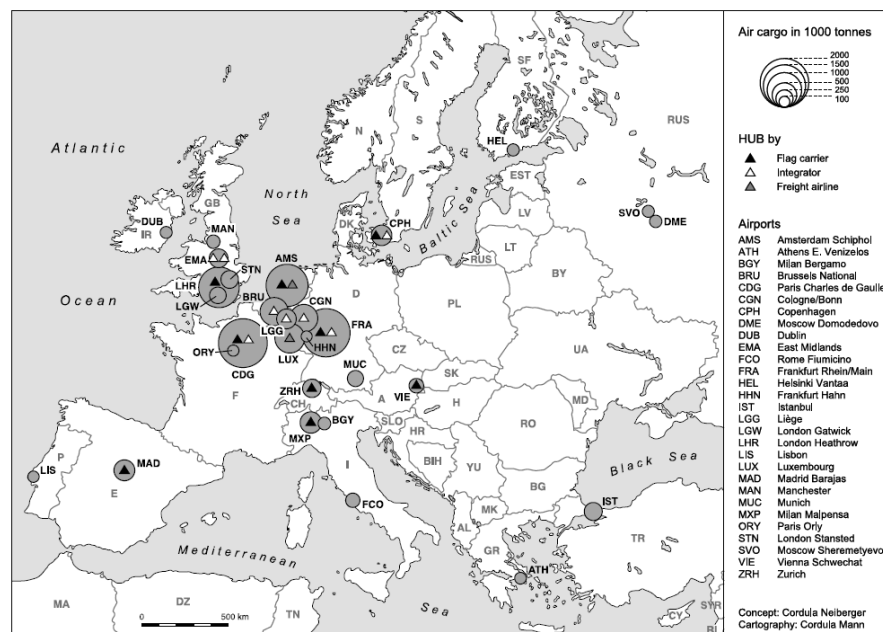 Atlantic
Ocean
North
Sea
Baltic Sea
Black Sea
Mediterranean
Sea
SF
N
S
RUS
EST
LV
LT
RUS
BY
GB
IR
DK
D
PL
UA
CZ
SK
MD
F
CH
A
H
RO
SLO
HR
BIH
YU
BG
MK
AL
GR
TR
I
P
E
MA
DZ
TN
CY
SYR
HEL
SVO
DME
DUB
MAN
CPH
EMA
AMS
STN
LHR
LGW
BRU
CGN
LGG
FRA
HHN
LUX
ORY
CDG
MUC
ZRH
VIE
MXP
BGY
LIS
MAD
FCO
IST
ATH
0 500 km
Air cargo in 1000 tonnes
2000
1500
1000
500
250
100
HUB by
Flag carrier
Integrator
Freight airline
Airports
AMS Amsterdam Schiphol
ATH Athens E. Venizelos
BGY Milan Bergamo
BRU Brussels National
CDG Paris Charles de Gaulle
CGN Cologne/Bonn
CPH Copenhagen
DME Moscow Domodedovo
DUB Dublin
EMA East Midlands
FCO Rome Fiumicino
FRA Frankfurt Rhein/Main
HEL Helsinki Vantaa
HHN Frankfurt Hahn
IST Istanbul
LGG Liège
LGW London Gatwick
LHR London Heathrow
LIS Lisbon
LUX Luxembourg
MAD Madrid Barajas
MAN Manchester
MUC Munich
MXP Milan Malpensa
ORY Paris Orly
STN London Stansted
SVO Moscow Sheremetyevo
VIE Vienna Schwechat
ZRH Zurich
Concept: Cordula Neiberger
Cartography: Cordula Mann